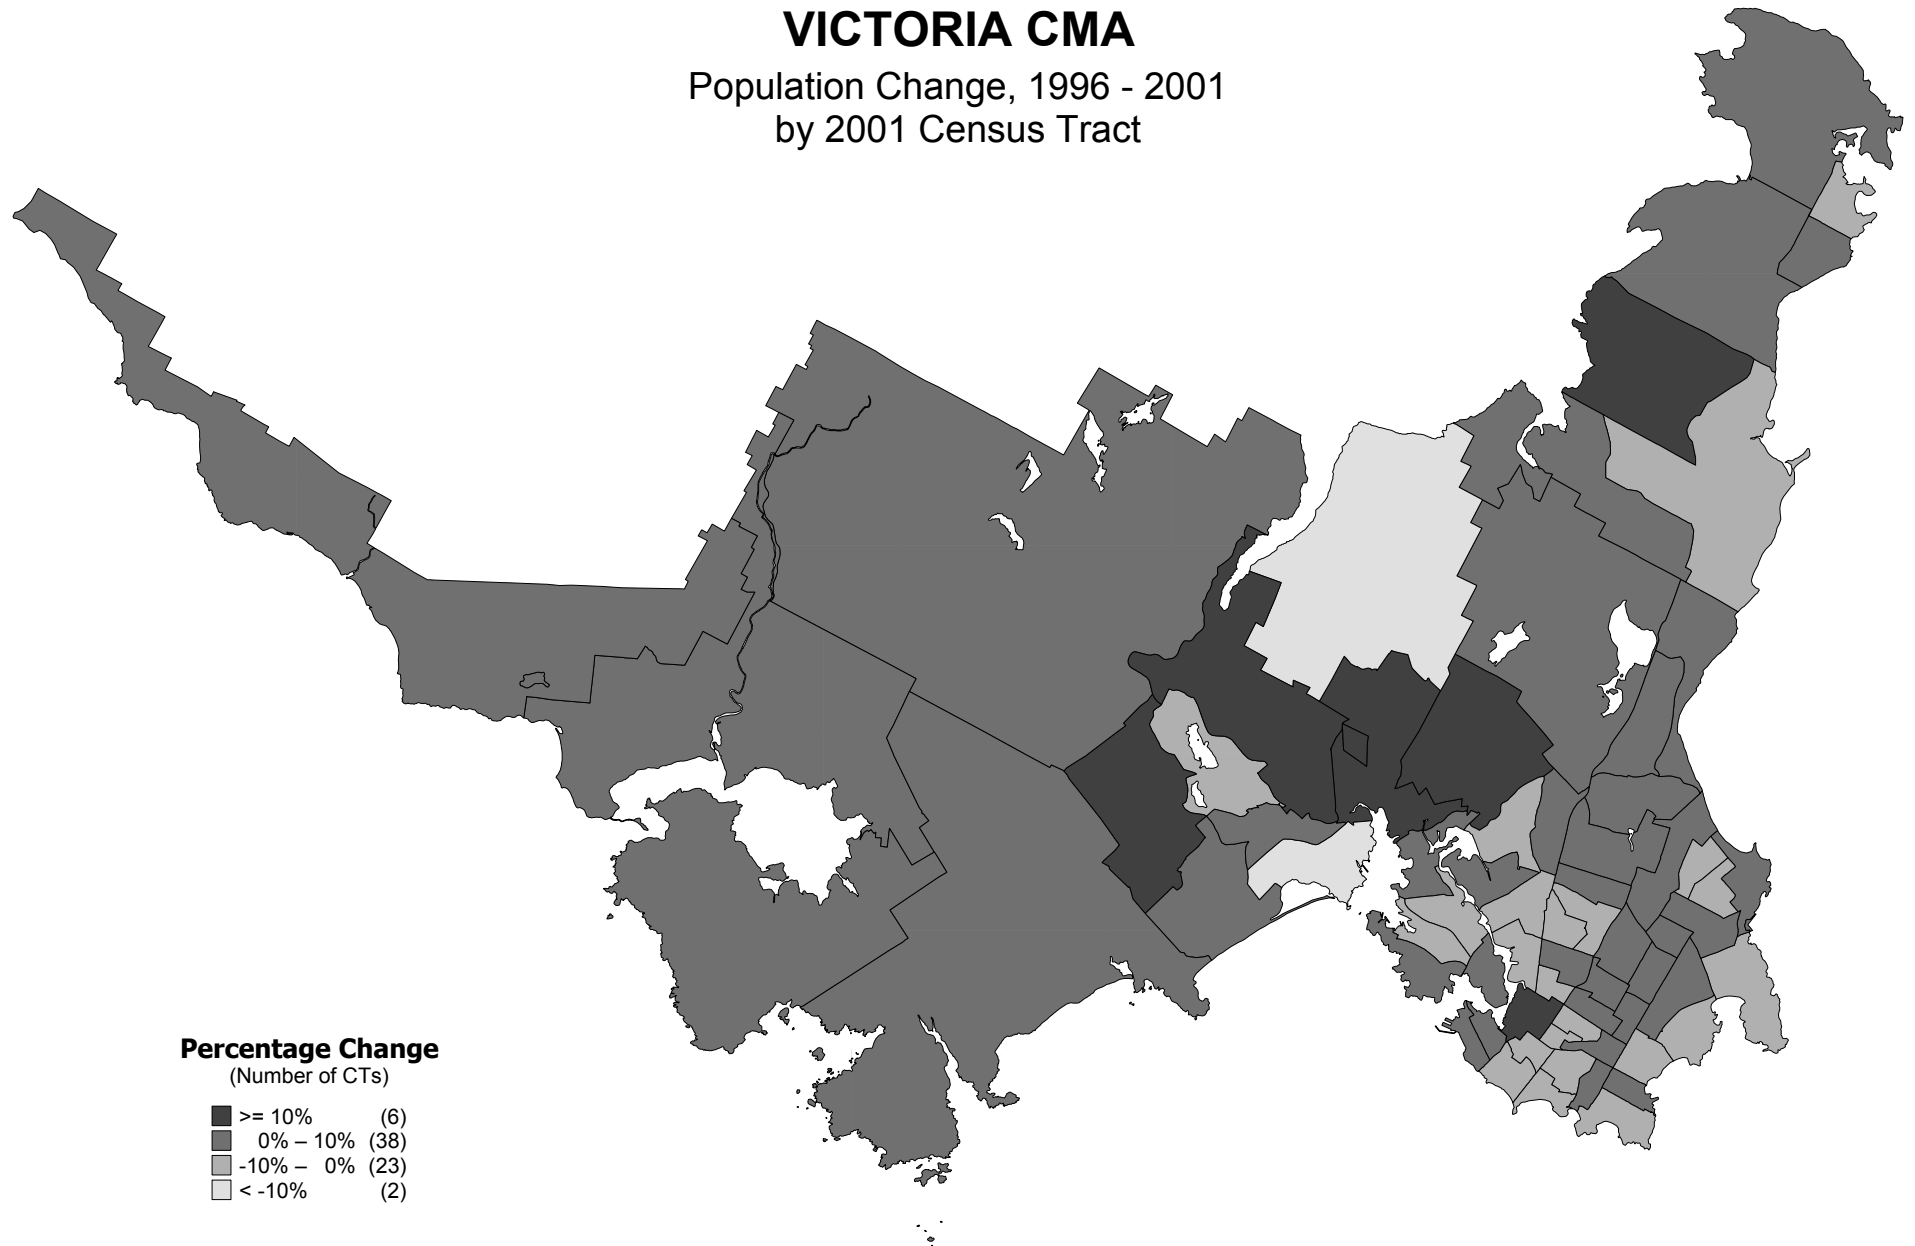 VICTORIA CMA
Population Change, 1996 - 2001
by 2001 Census Tract
Percentage Change
(Number of CTs)
>= 10% (6)
0% – 10% (38)
-10% – 0% (23)
< -10% (2)